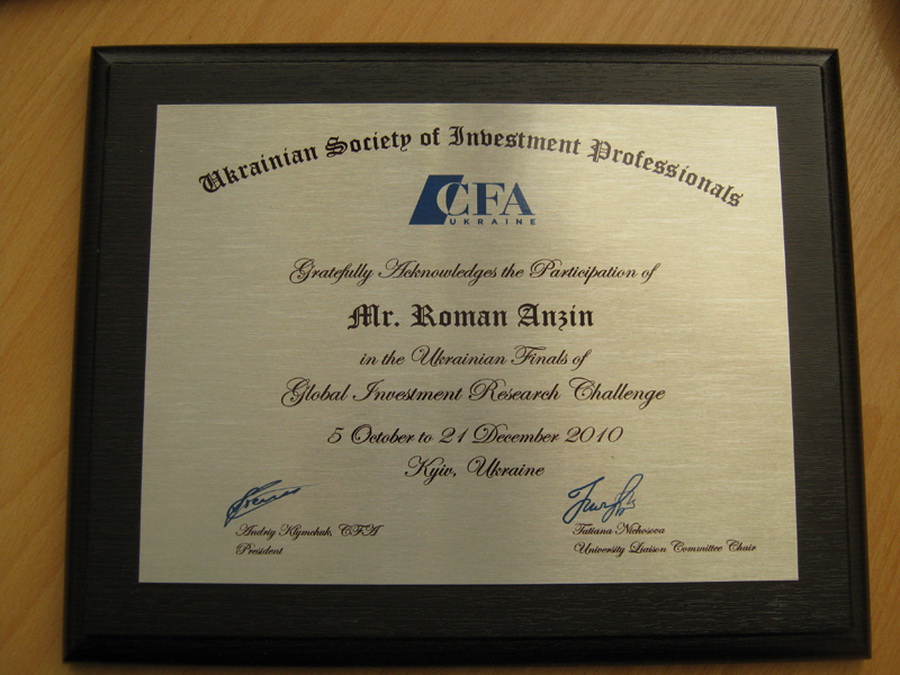 Ukrainian Society of Investment Professionals
CFA
UKRAINE
Gratefully Acknowledges the Participation of
Mr. Roman Anzin
in the Ukrainian Finals of
Global Investment Research Challenge
5 October to 21 December 2010
Kyiv, Ukraine
Andriy Klymchuk, CFA
President
Tatiana Nichosova
University Liaison Committee Chair